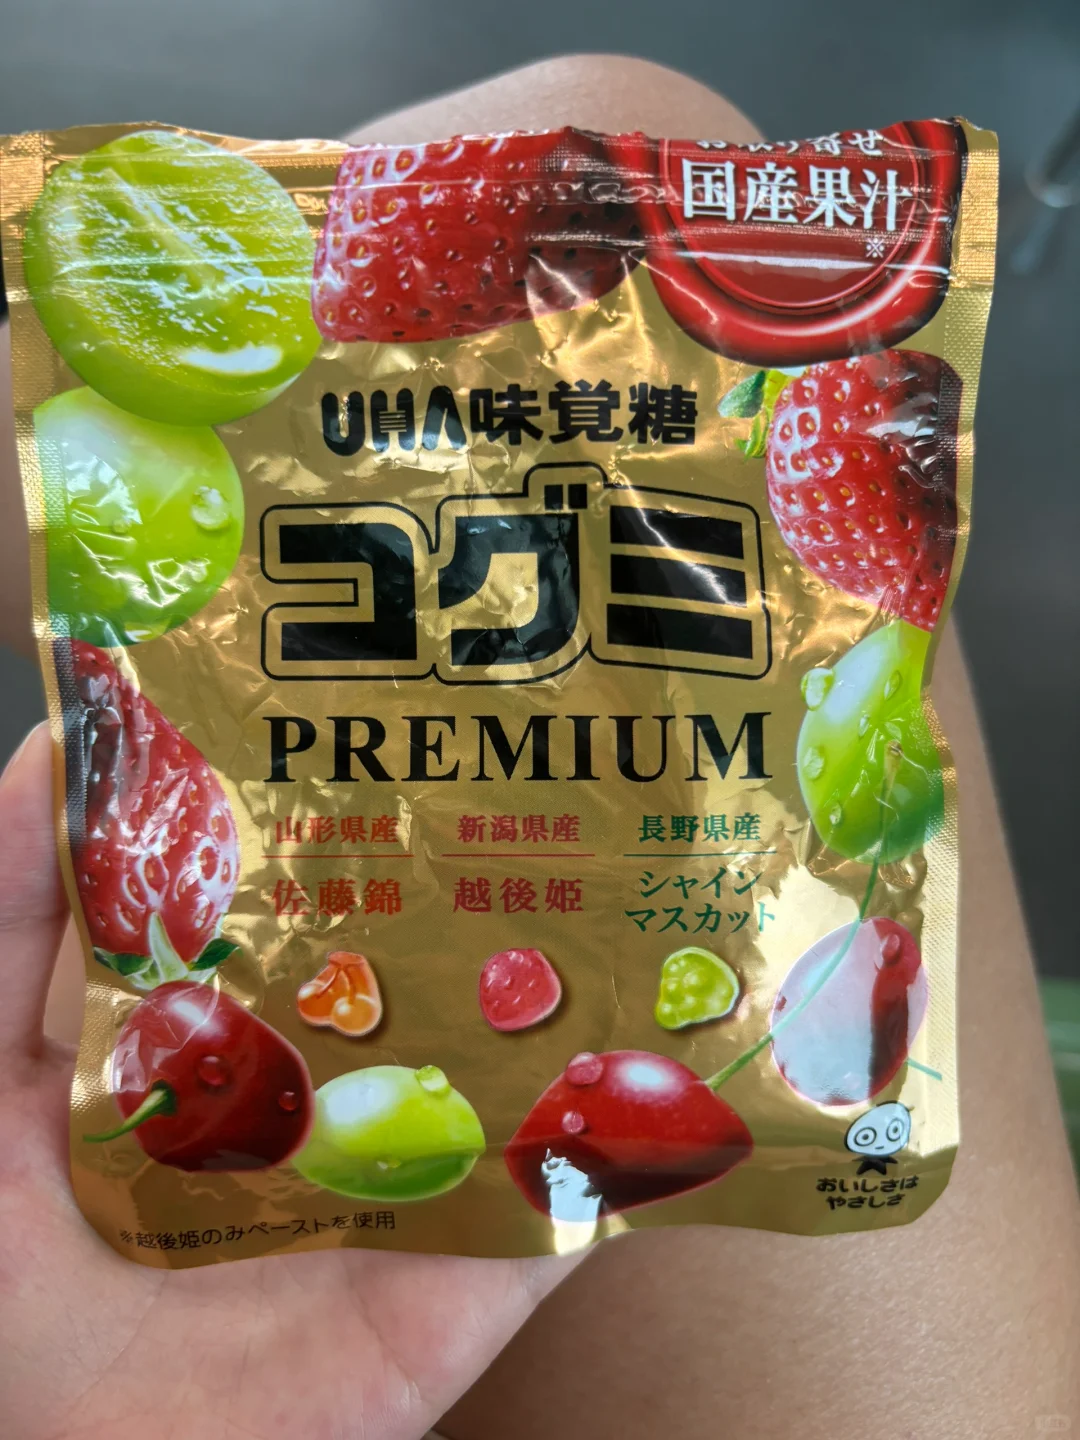 お取り寄せ
国産果汁
※
UHA味覚糖
コグミ
PREMIUM
山形県産
佐藤錦
新潟県産
越後姫
長野県産
シャイン
マスカット
おいしさは
やさしさ
※越後姫のみペーストを使用